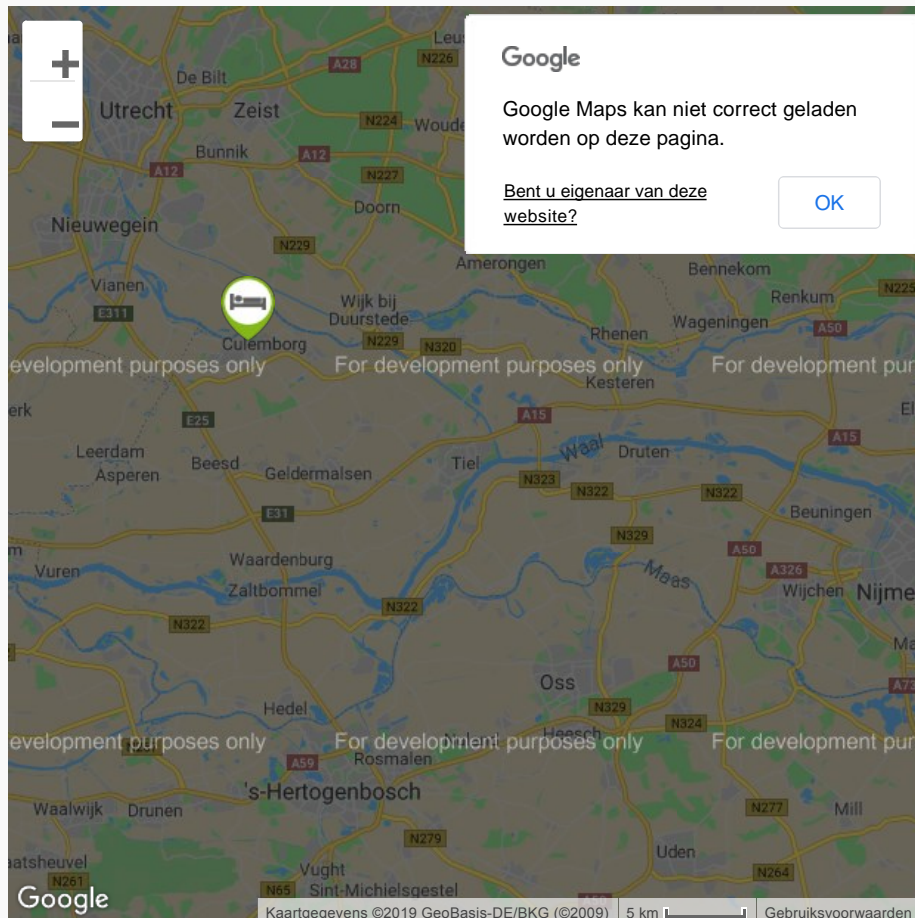 Google
Google Maps kan niet correct geladen
worden op deze pagina.
Bent u eigenaar van deze
website?
OK
+
−
Leu
N226
A28
De Bilt
Utrecht
Zeist
N224
Woude
Bunnik
A12
A12
N227
Doorn
Nieuwegein
N229
Amerongen
Bennekom
Vianen
Renkum
N225
E311
Wijk bij
Duurstede
Wageningen
A50
Rhenen
Culemborg
N229
N320
evelopment purposes only
For development purposes only
For development pur
Kesteren
erk
E25
A15
El
A15
Leerdam
Waal
Druten
Asperen
Beesd
Geldermalsen
Tiel
N323
N322
N322
E31
Beuningen
N329
m
A50
Waardenburg
Vuren
Maas
A326
Zaltbommel
Wijchen
Nijme
N322
N322
Ma
A50
Oss
A73
Hedel
N329
N324
evelopment purposes only
For development purposes only
For development pur
Nuland
Heesch
A59
Rosmalen
's-Hertogenbosch
Waalwijk
Drunen
N277
Mill
N279
aatsheuvel
Uden
N261
Vught
N264
N65
Sint-Michielsgestel
Google
Kaartgegevens ©2019 GeoBasis-DE/BKG (©2009)
5 km
Gebruiksvoorwaarden